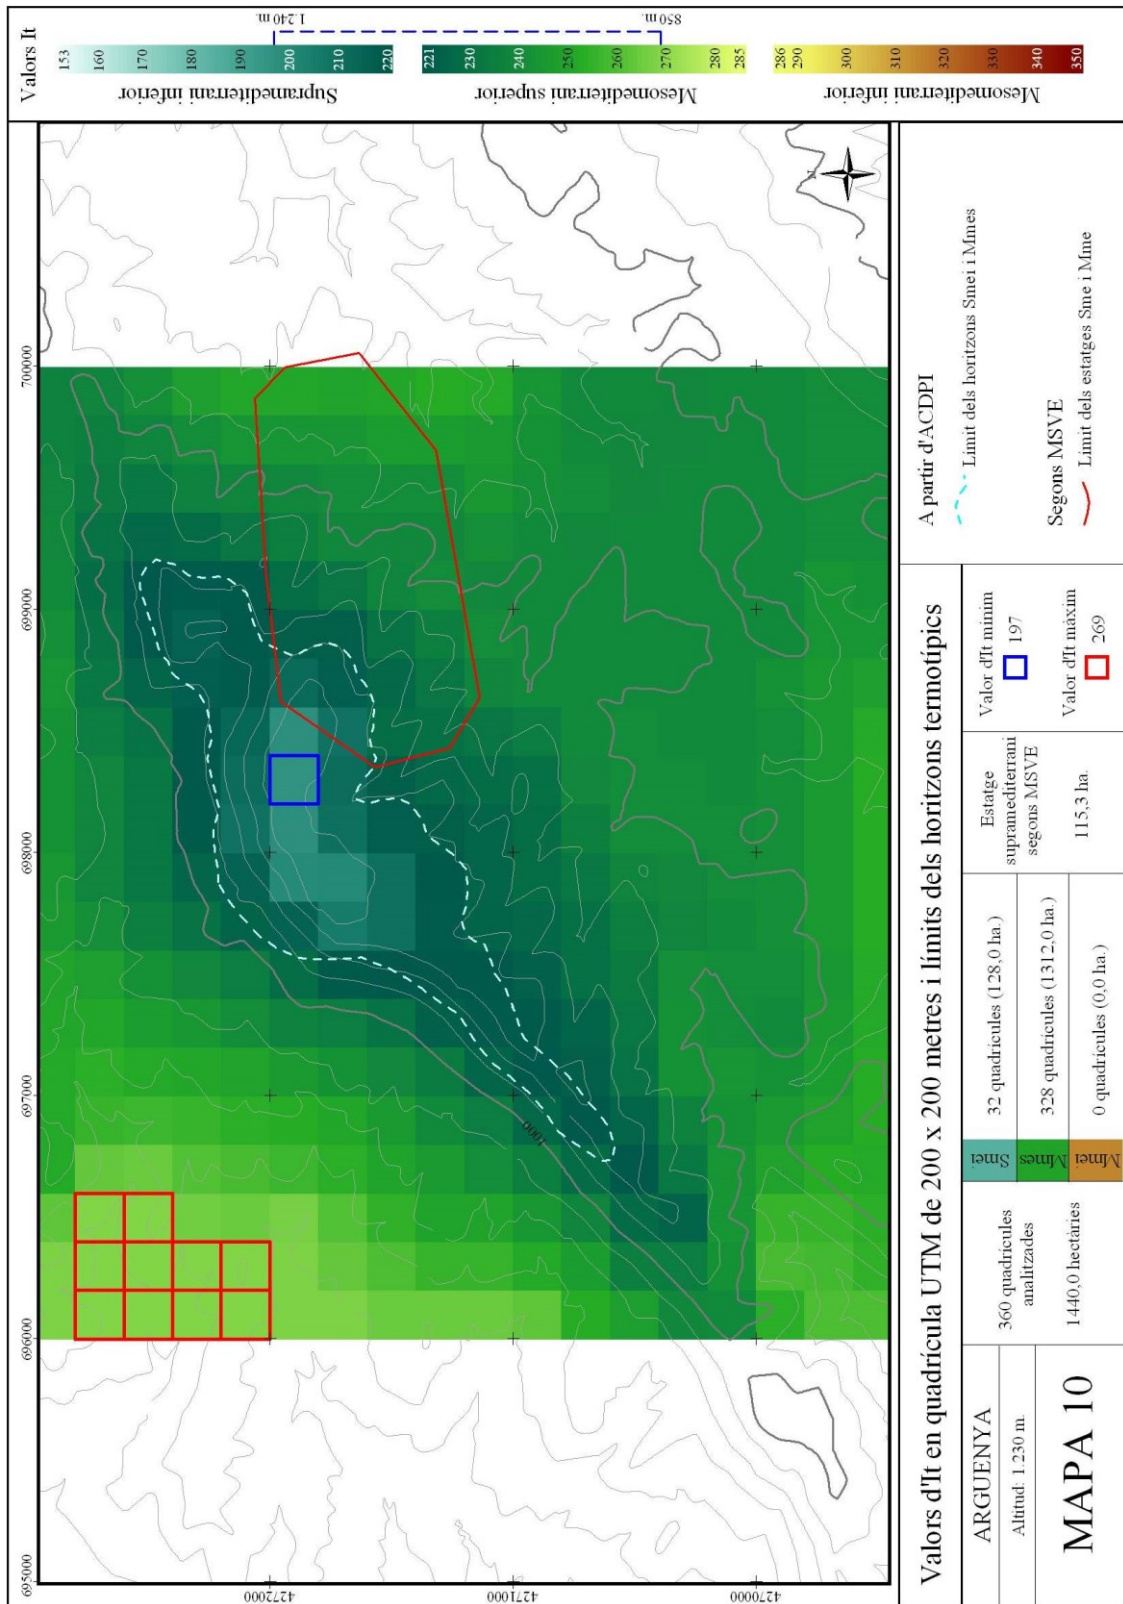 Valors It
153
160
170
180
190
200
210
220
Supramediterrani inferior
221
230
240
250
260
270
280
285
Mesomediterrani superior
286
290
300
310
320
330
340
350
Mesomediterrani inferior
1.240 m.
850 m.
695000
696000
697000
698000
699000
700000
4272000
4271000
4270000
1000
N
Valors d'It en quadrícula UTM de 200 x 200 metres i límits dels horitzons termotípics
ARGUENYA
Altitud: 1.230 m.
MAPA 10
360 quadrícules
analitzades
1440,0 hectàries
Smei
32 quadrícules (128,0 ha.)
Mmes
328 quadrícules (1312,0 ha.)
Mmei
0 quadrícules (0,0 ha.)
Estatge
supramediterrani
segons MSVE
115,3 ha.
Valor d'It mínim
197
Valor d'It màxim
269
A partir d'ACDPI
Límit dels horitzons Smei i Mmes
Segons MSVE
Límit dels estatges Sme i Mme